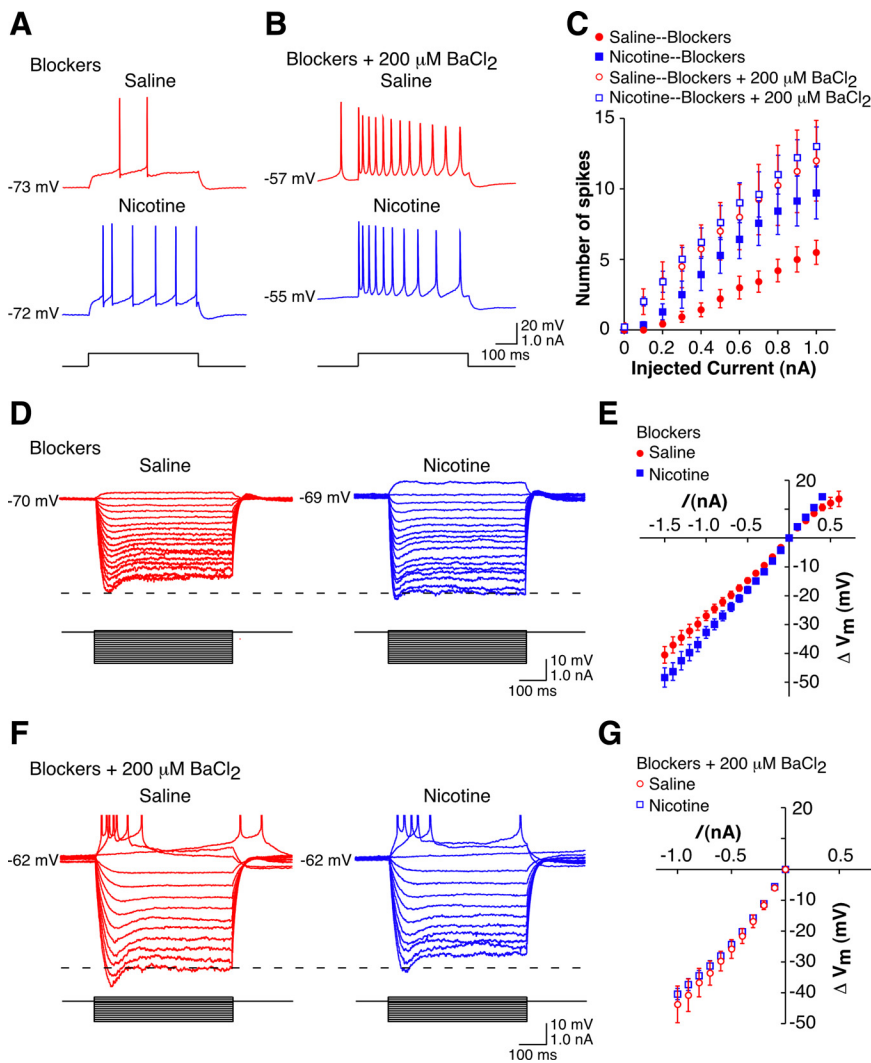 A
Blockers
Saline
-73 mV
Nicotine
-72 mV
B
Blockers + 200 µM BaCl2
Saline
-57 mV
Nicotine
-55 mV
20 mV
1.0 nA
100 ms
C
Saline--Blockers
Nicotine--Blockers
Saline--Blockers + 200 µM BaCl2
Nicotine--Blockers + 200 µM BaCl2
Number of spikes
15
10
5
0
0 0.2 0.4 0.6 0.8 1.0
Injected Current (nA)
D
Blockers
Saline
-70 mV
Nicotine
-69 mV
10 mV
1.0 nA
100 ms
E
Blockers
Saline
Nicotine
I(nA)
-1.5 -1.0 -0.5 0.5
20
10
-10
-20
-30
-40
-50
Δ Vm (mV)
F
Blockers + 200 µM BaCl2
Saline
-62 mV
Nicotine
-62 mV
10 mV
1.0 nA
100 ms
G
Blockers + 200 µM BaCl2
Saline
Nicotine
I(nA)
-1.0 -0.5 0.5
20
10
-10
-20
-30
-40
-50
Δ Vm (mV)